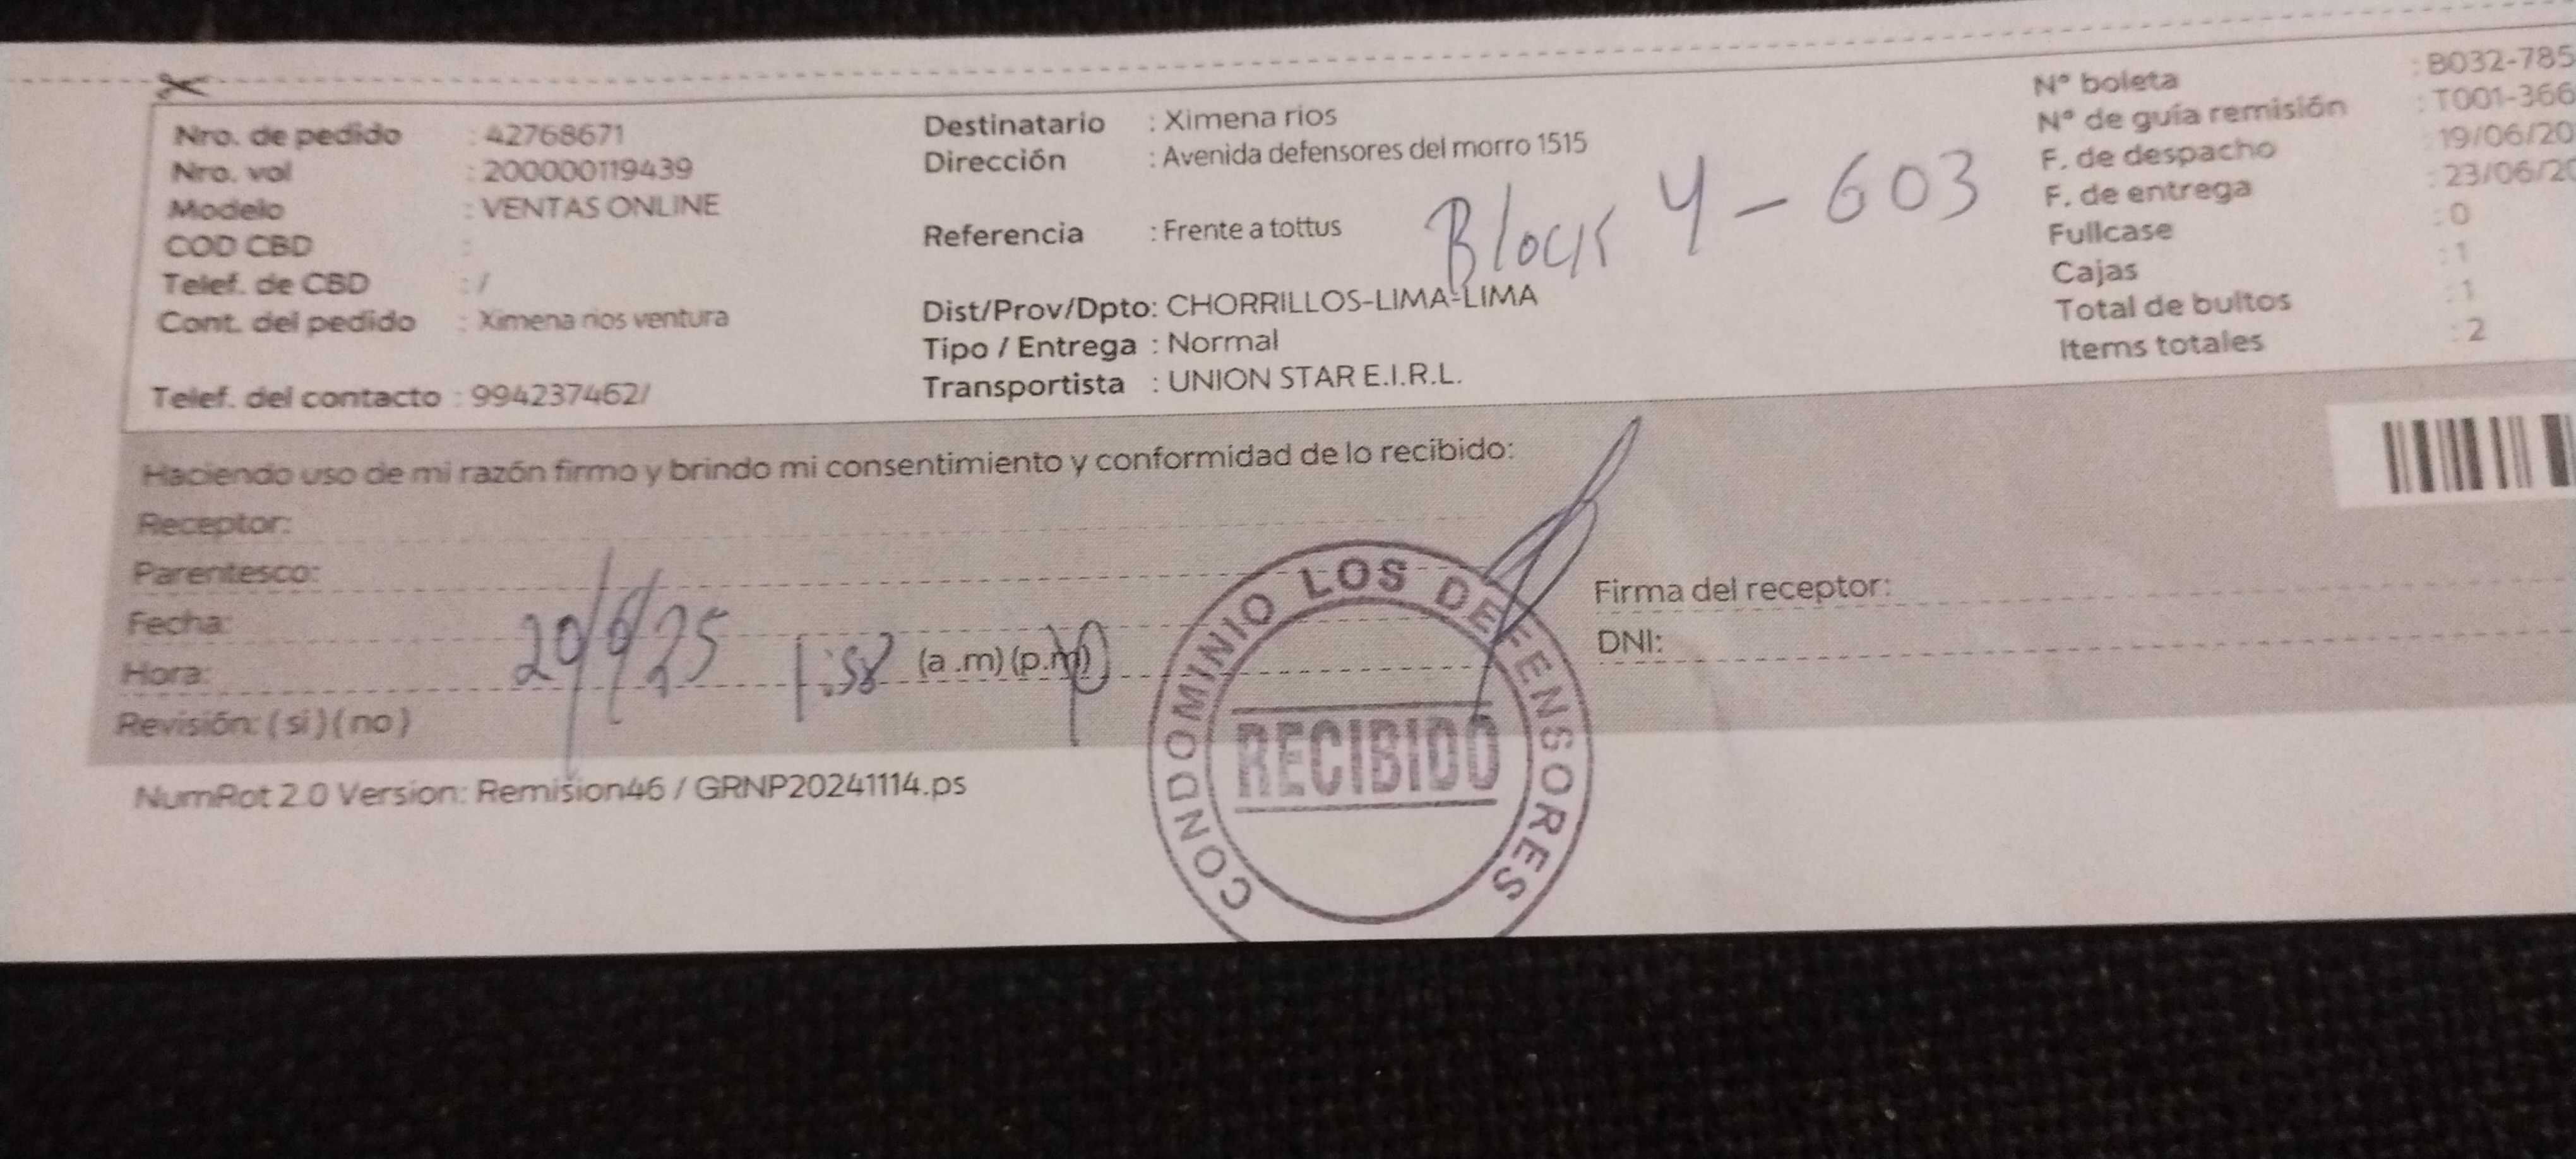 Nro. de pedido : 42768671
Nro. vol : 200000119439
Modelo : VENTAS ONLINE
COD CBD :
Telef. de CBD : /
Cont. del pedido : Ximena rios ventura
Telef. del contacto : 994237462/
Destinatario : Ximena rios
Dirección : Avenida defensores del morro 1515
Block 4 - 603
Referencia : Frente a tottus
Dist/Prov/Dpto: CHORRILLOS-LIMA-LIMA
Tipo / Entrega : Normal
Transportista : UNION STAR E.I.R.L.
N° boleta : B032-785
N° de guía remisión : T001-366
F. de despacho : 19/06/20
F. de entrega : 23/06/20
Fullcase : 0
Cajas : 1
Total de bultos : 1
Items totales : 2
Haciendo uso de mi razón firmo y brindo mi consentimiento y conformidad de lo recibido:
Receptor:
Parentesco:
Fecha: 20/6/25
Hora: 1:58 (a .m) (p.m)
Revisión: ( si ) ( no )
Firma del receptor:
DNI:
CONDOMINIO LOS DEFENSORES
RECIBIDO
NumRot 2.0 Version: Remision46 / GRNP20241114.ps